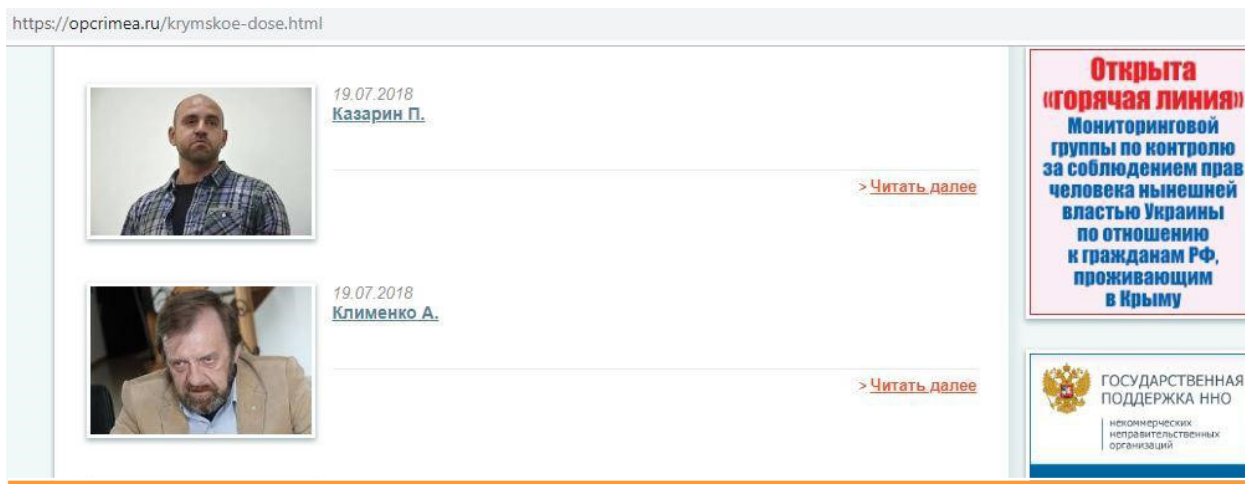 https://opcrimea.ru/krymskoe-dose.html
19.07.2018
Казарин П.
> Читать далее
19.07.2018
Клименко А.
> Читать далее
Открыта
«горячая линия»
Мониторинговой
группы по контролю
за соблюдением прав
человека нынешней
властью Украины
по отношению
к гражданам РФ,
проживающим
в Крыму
ГОСУДАРСТВЕННАЯ
ПОДДЕРЖКА ННО
некоммерческих
неправительственных
организаций